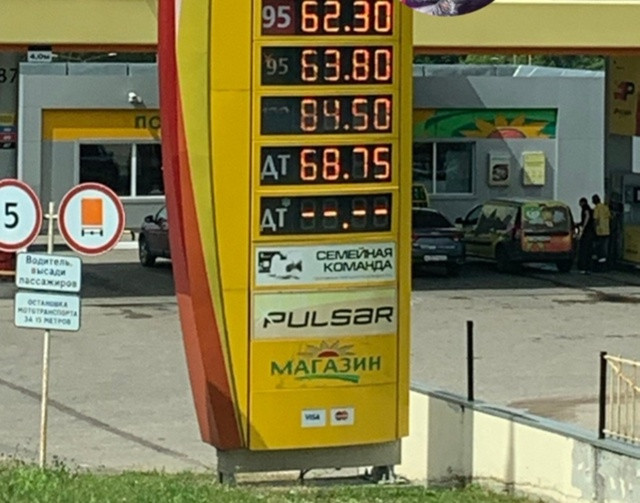 95 62.30
95 63.80
84.50
ДТ 68.75
ДТ --.--
СЕМЕЙНАЯ
КОМАНДА
PULSAR
МАГАЗИН
VISA
5
Водитель,
высади
пассажиров
ОСТАНОВКА
МОТОТРАНСПОРТА
ЗА 15 МЕТРОВ